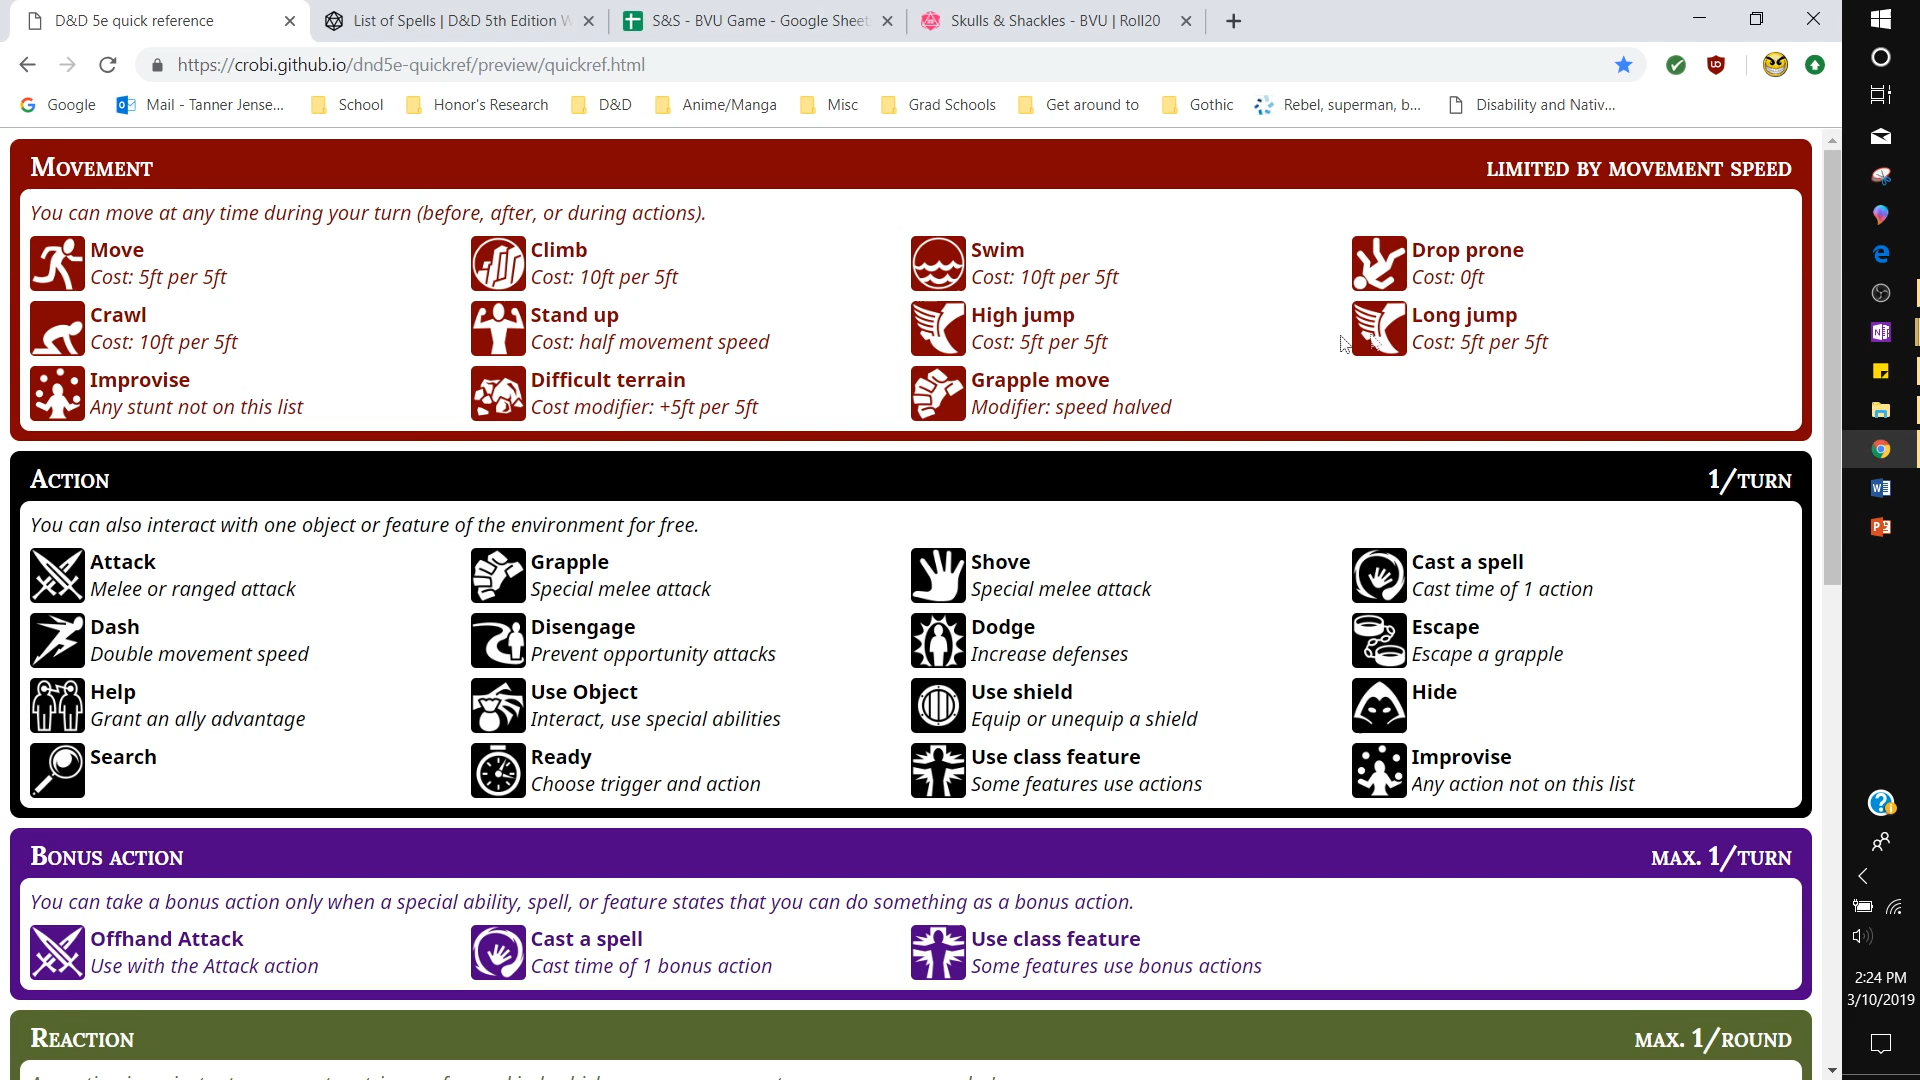 D&D 5e quick reference
List of Spells | D&D 5th Edition W
S&S - BVU Game - Google Sheet
Skulls & Shackles - BVU | Roll20
https://crobi.github.io/dnd5e-quickref/preview/quickref.html
Google
Mail - Tanner Jense...
School
Honor's Research
D&D
Anime/Manga
Misc
Grad Schools
Get around to
Gothic
Rebel, superman, b...
Disability and Nativ...
MOVEMENT
LIMITED BY MOVEMENT SPEED
You can move at any time during your turn (before, after, or during actions).
Move
Cost: 5ft per 5ft
Climb
Cost: 10ft per 5ft
Swim
Cost: 10ft per 5ft
Drop prone
Cost: 0ft
Crawl
Cost: 10ft per 5ft
Stand up
Cost: half movement speed
High jump
Cost: 5ft per 5ft
Long jump
Cost: 5ft per 5ft
Improvise
Any stunt not on this list
Difficult terrain
Cost modifier: +5ft per 5ft
Grapple move
Modifier: speed halved
ACTION
1/TURN
You can also interact with one object or feature of the environment for free.
Attack
Melee or ranged attack
Grapple
Special melee attack
Shove
Special melee attack
Cast a spell
Cast time of 1 action
Dash
Double movement speed
Disengage
Prevent opportunity attacks
Dodge
Increase defenses
Escape
Escape a grapple
Help
Grant an ally advantage
Use Object
Interact, use special abilities
Use shield
Equip or unequip a shield
Hide
Search
Ready
Choose trigger and action
Use class feature
Some features use actions
Improvise
Any action not on this list
BONUS ACTION
MAX. 1/TURN
You can take a bonus action only when a special ability, spell, or feature states that you can do something as a bonus action.
Offhand Attack
Use with the Attack action
Cast a spell
Cast time of 1 bonus action
Use class feature
Some features use bonus actions
REACTION
MAX. 1/ROUND
2:24 PM
3/10/2019